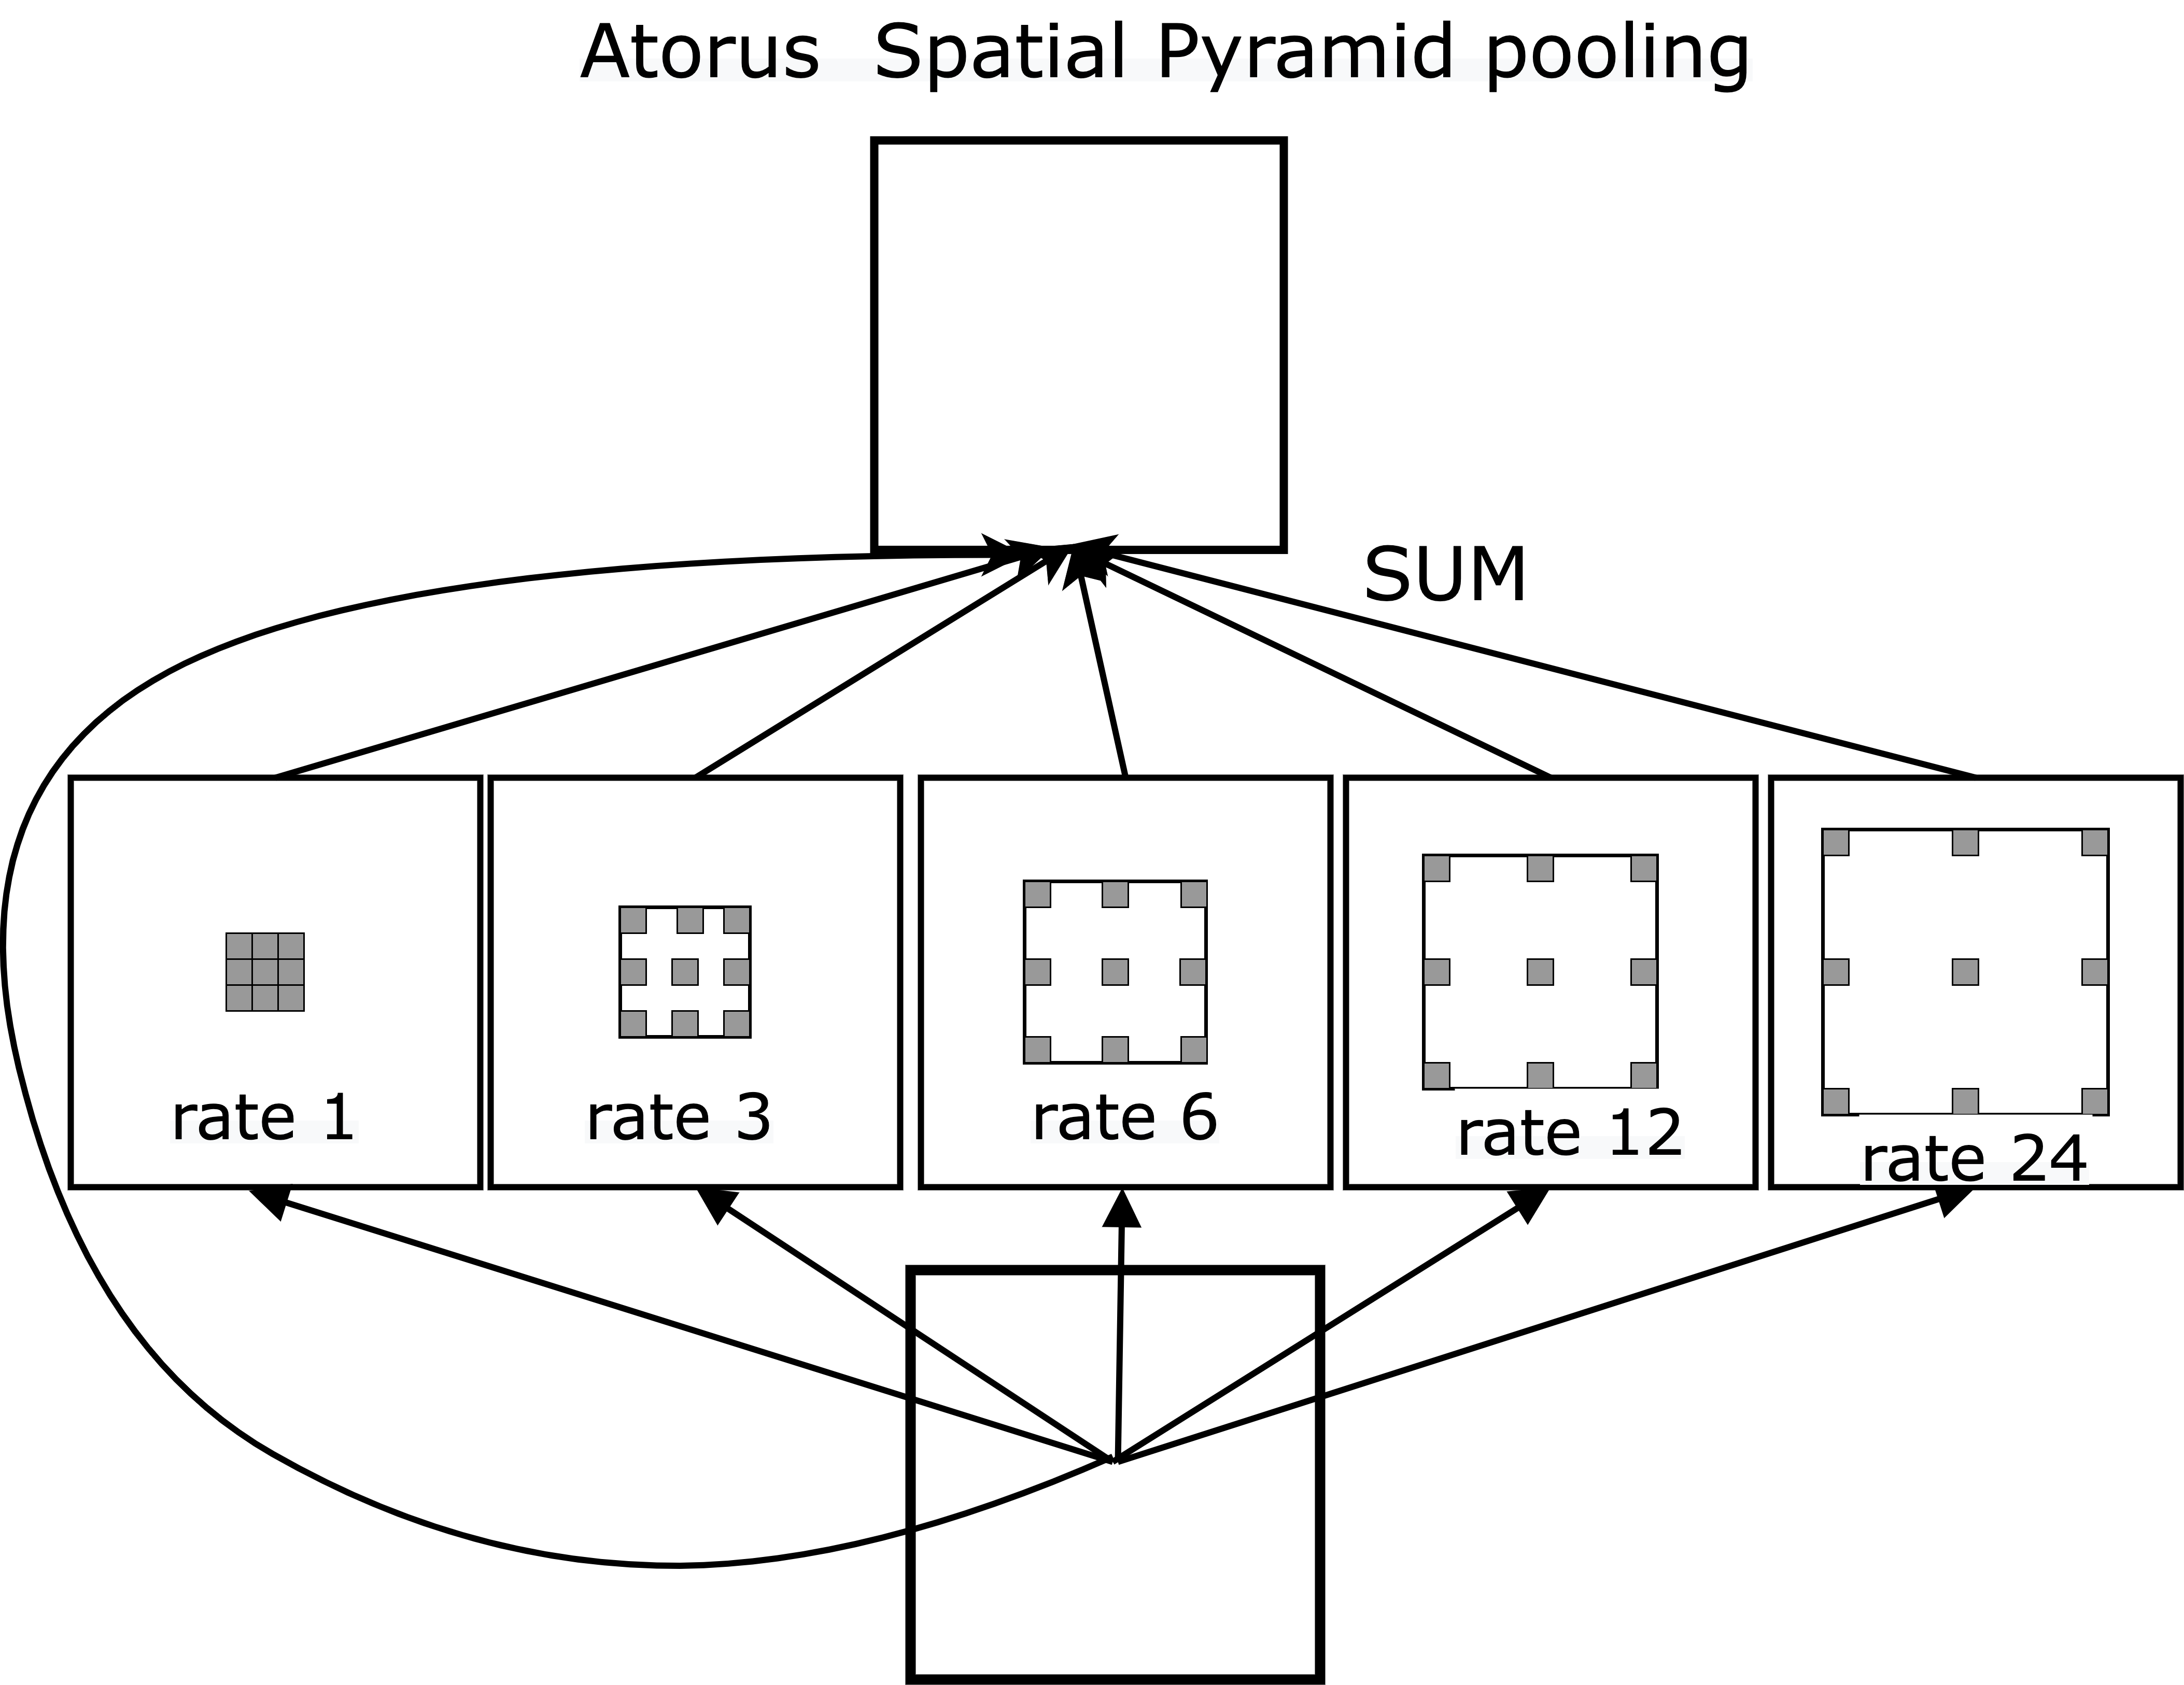 Atorus Spatial Pyramid pooling
SUM
rate 1
rate 3
rate 6
rate 12
rate 24